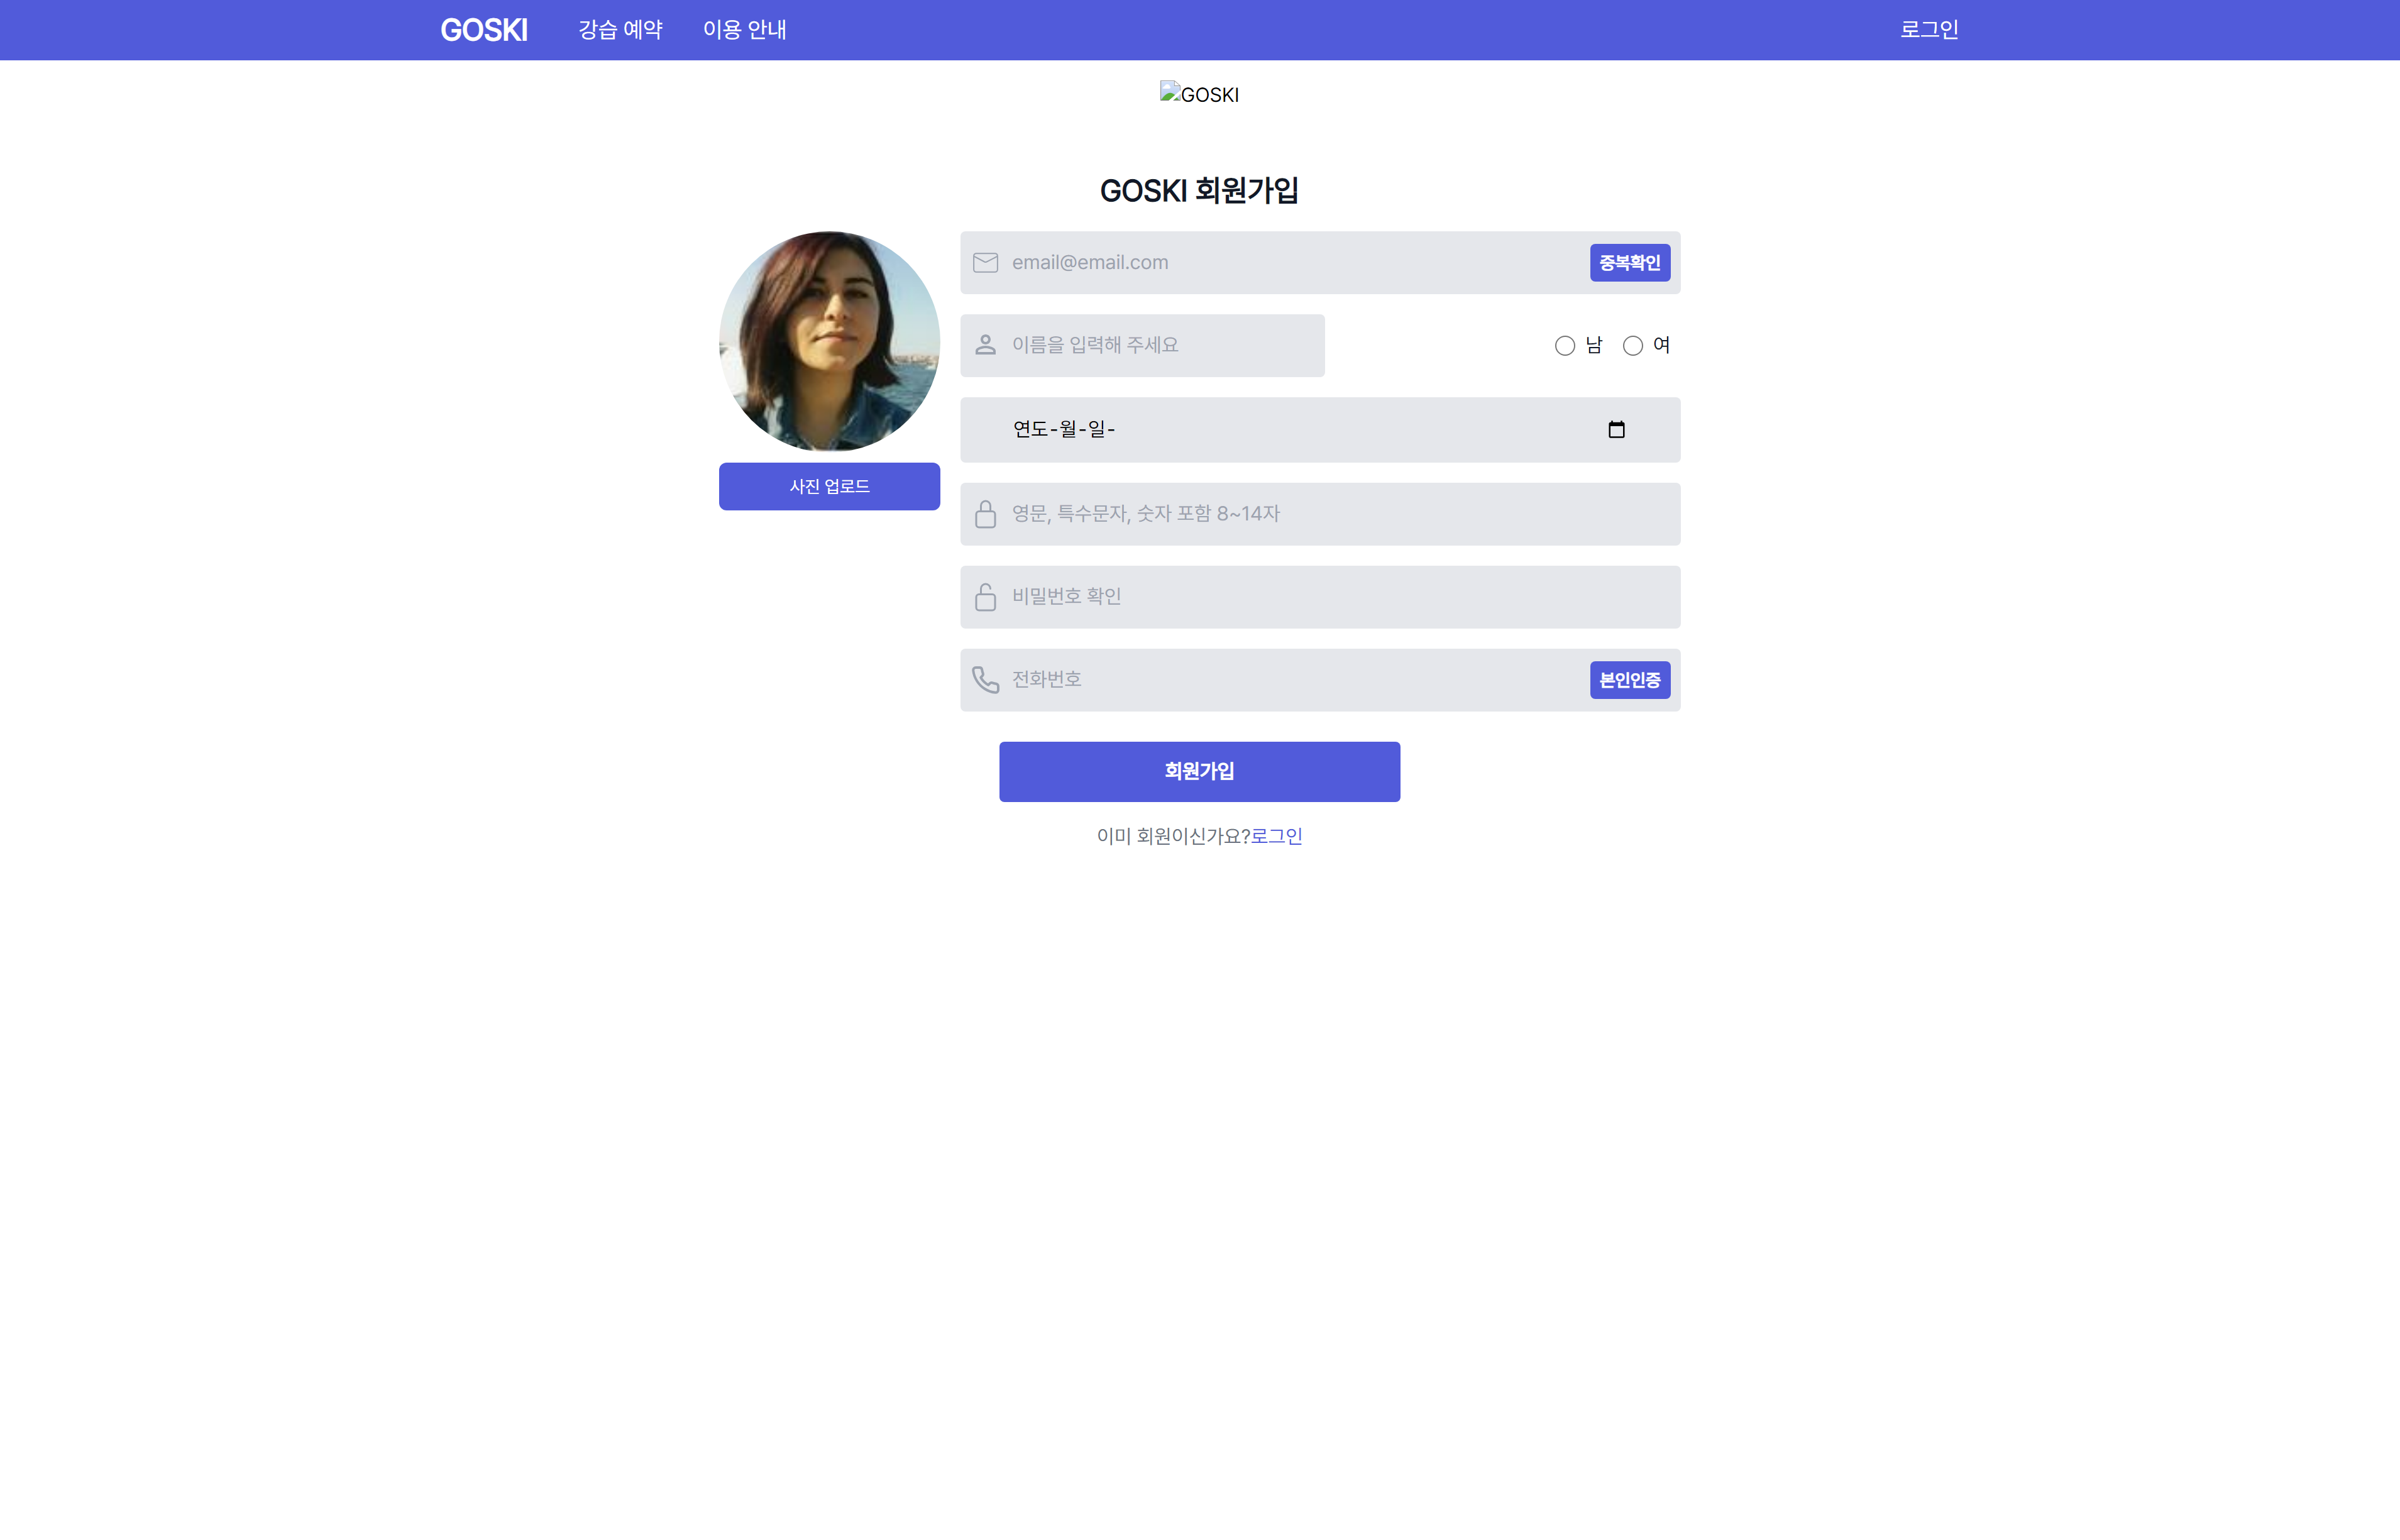 GOSKI 강습 예약 이용 안내 로그인
GOSKI
GOSKI 회원가입
email@email.com 중복확인
이름을 입력해 주세요 남 여
연도-월-일-
사진 업로드
영문, 특수문자, 숫자 포함 8~14자
비밀번호 확인
전화번호 본인인증
회원가입
이미 회원이신가요?로그인